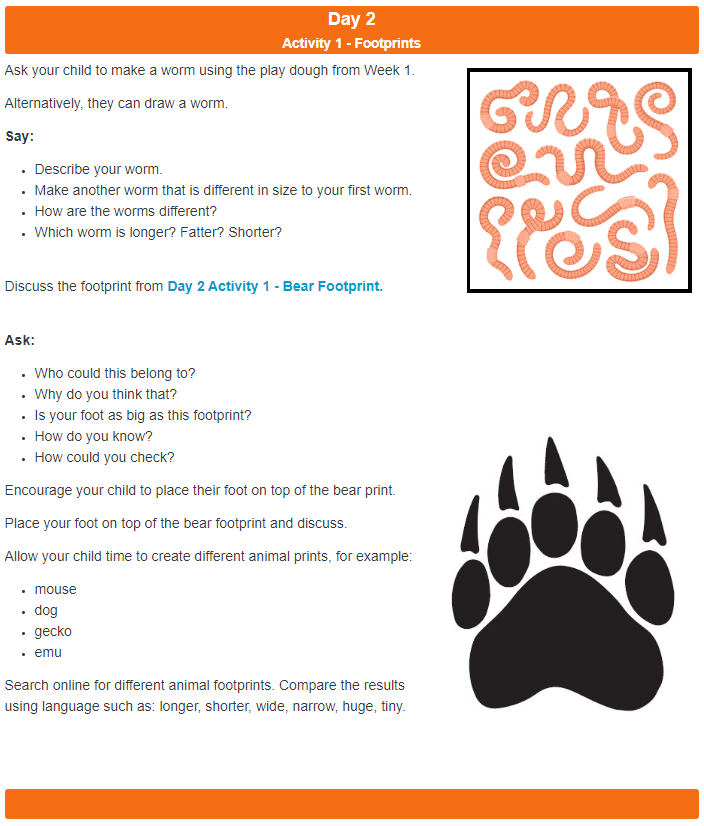 Day 2
Activity 1 - Footprints
Ask your child to make a worm using the play dough from Week 1.
Alternatively, they can draw a worm.
Say:
• Describe your worm.
• Make another worm that is different in size to your first worm.
• How are the worms different?
• Which worm is longer? Fatter? Shorter?
Discuss the footprint from Day 2 Activity 1 - Bear Footprint.
Ask:
• Who could this belong to?
• Why do you think that?
• Is your foot as big as this footprint?
• How do you know?
• How could you check?
Encourage your child to place their foot on top of the bear print.
Place your foot on top of the bear footprint and discuss.
Allow your child time to create different animal prints, for example:
• mouse
• dog
• gecko
• emu
Search online for different animal footprints. Compare the results
using language such as: longer, shorter, wide, narrow, huge, tiny.